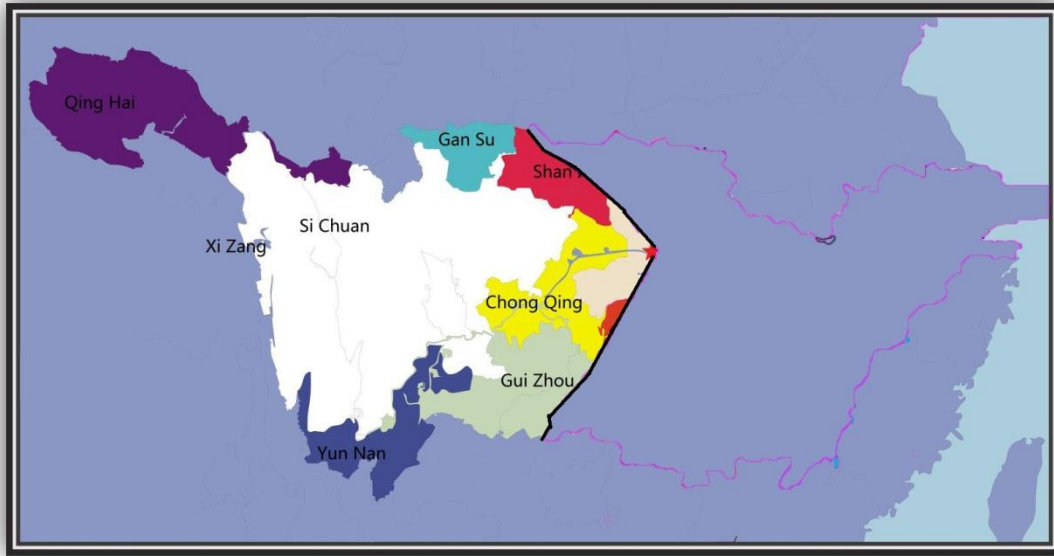 Qing Hai
Gan Su
Shan
Si Chuan
Xi Zang
Chong Qing
Gui Zhou
Yun Nan